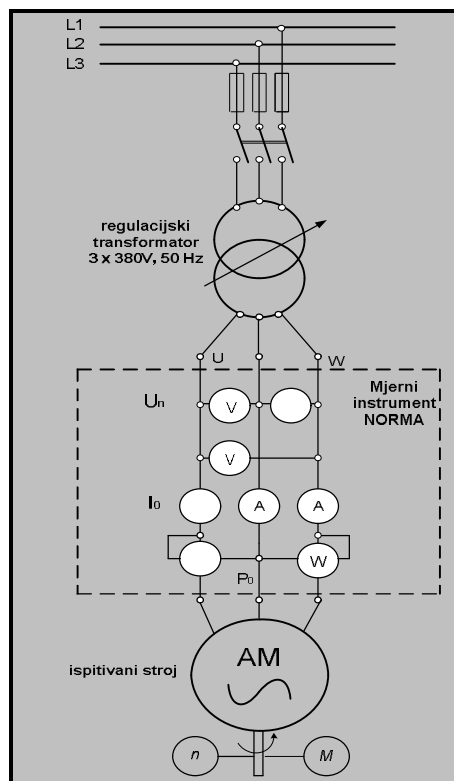 L1
L2
L3
regulacijski
transformator
3 x 380V, 50 Hz
U
W
Mjerni
instrument
NORMA
Un
V
V
I0
A
A
W
P0
AM
ispitivani stroj
n
M